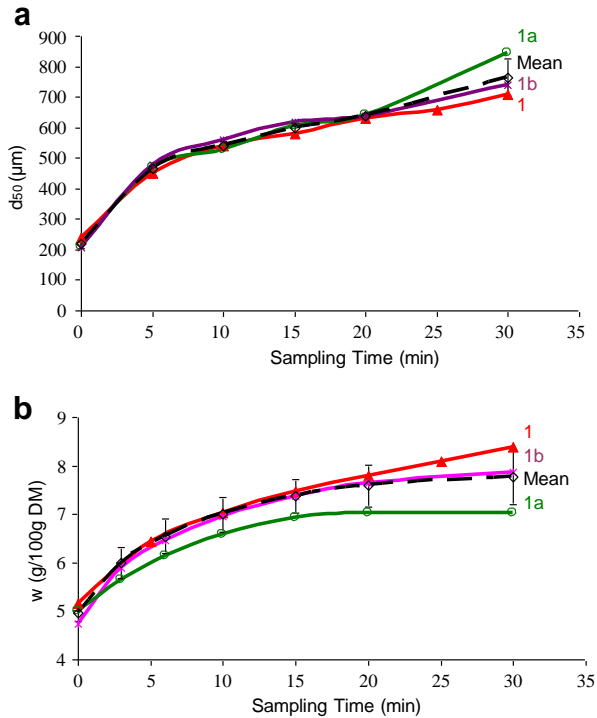 a
900
800
700
600
500
400
300
200
100
0
d50 (µm)
1a
Mean
1b
1
0 5 10 15 20 25 30 35
Sampling Time (min)
b
9
8
7
6
5
4
w (g/100g DM)
1
1b
Mean
1a
0 5 10 15 20 25 30 35
Sampling Time (min)